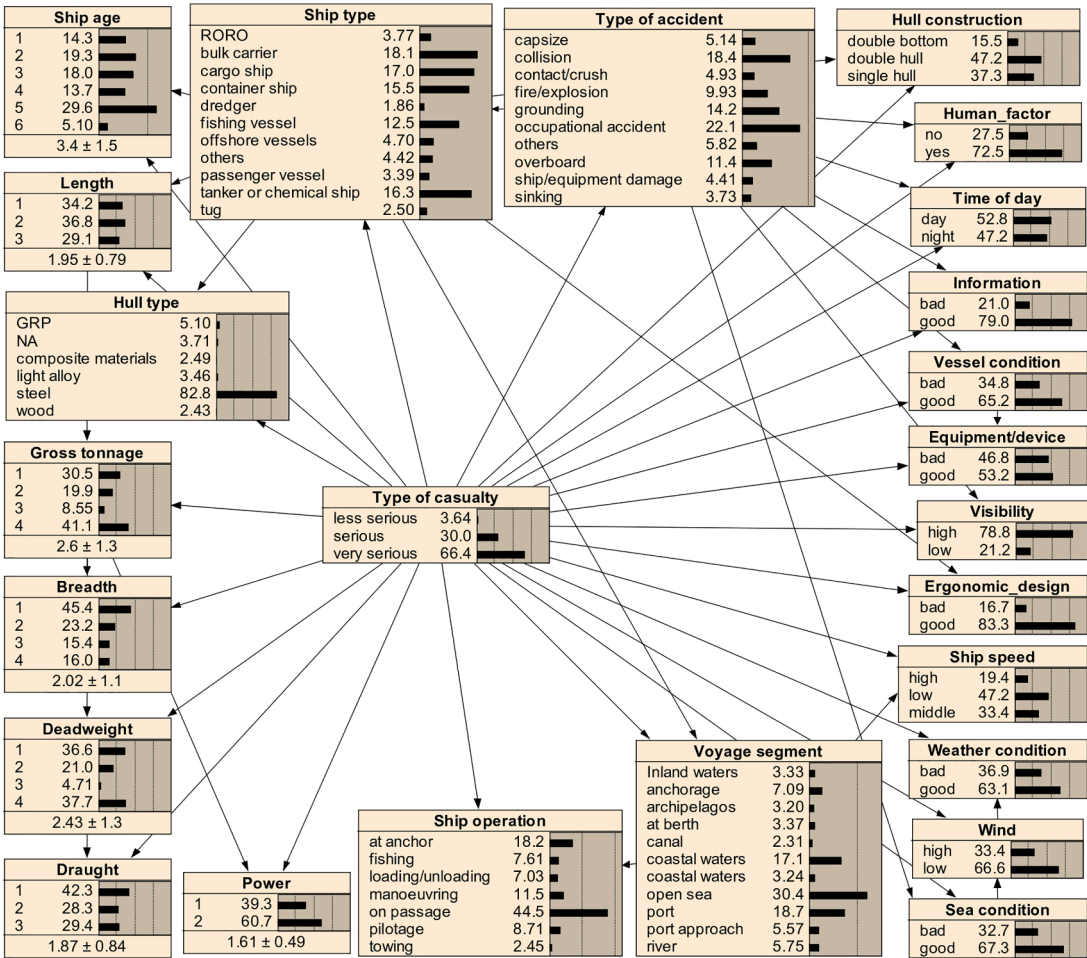 Ship age
1 14.3
2 19.3
3 18.0
4 13.7
5 29.6
6 5.10
3.4 ± 1.5
Ship type
RORO 3.77
bulk carrier 18.1
cargo ship 17.0
container ship 15.5
dredger 1.86
fishing vessel 12.5
offshore vessels 4.70
others 4.42
passenger vessel 3.39
tanker or chemical ship 16.3
tug 2.50
Type of accident
capsize 5.14
collision 18.4
contact/crush 4.93
fire/explosion 9.93
grounding 14.2
occupational accident 22.1
others 5.82
overboard 11.4
ship/equipment damage 4.41
sinking 3.73
Hull construction
double bottom 15.5
double hull 47.2
single hull 37.3
Human_factor
no 27.5
yes 72.5
Length
1 34.2
2 36.8
3 29.1
1.95 ± 0.79
Time of day
day 52.8
night 47.2
Information
bad 21.0
good 79.0
Hull type
GRP 5.10
NA 3.71
composite materials 2.49
light alloy 3.46
steel 82.8
wood 2.43
Vessel condition
bad 34.8
good 65.2
Equipment/device
bad 46.8
good 53.2
Gross tonnage
1 30.5
2 19.9
3 8.55
4 41.1
2.6 ± 1.3
Type of casualty
less serious 3.64
serious 30.0
very serious 66.4
Visibility
high 78.8
low 21.2
Breadth
1 45.4
2 23.2
3 15.4
4 16.0
2.02 ± 1.1
Ergonomic_design
bad 16.7
good 83.3
Ship speed
high 19.4
low 47.2
middle 33.4
Deadweight
1 36.6
2 21.0
3 4.71
4 37.7
2.43 ± 1.3
Voyage segment
Inland waters 3.33
anchorage 7.09
archipelagos 3.20
at berth 3.37
canal 2.31
coastal waters 17.1
coastal waters 3.24
open sea 30.4
port 18.7
port approach 5.57
river 5.75
Weather condition
bad 36.9
good 63.1
Ship operation
at anchor 18.2
fishing 7.61
loading/unloading 7.03
manoeuvring 11.5
on passage 44.5
pilotage 8.71
towing 2.45
Wind
high 33.4
low 66.6
Draught
1 42.3
2 28.3
3 29.4
1.87 ± 0.84
Power
1 39.3
2 60.7
1.61 ± 0.49
Sea condition
bad 32.7
good 67.3